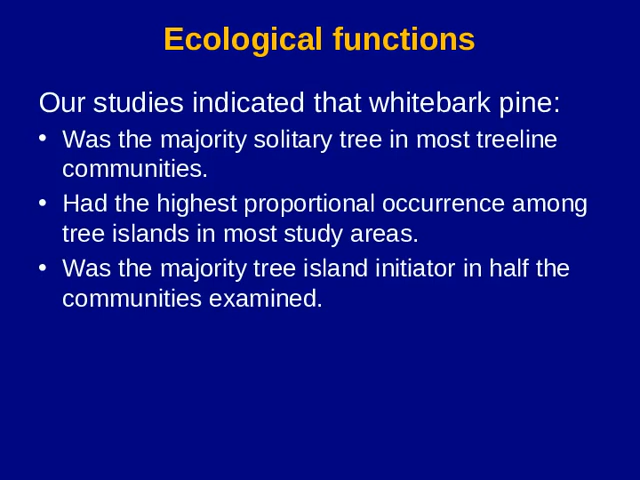 Ecological functions
Our studies indicated that whitebark pine:
• Was the majority solitary tree in most treeline
communities.
• Had the highest proportional occurrence among
tree islands in most study areas.
• Was the majority tree island initiator in half the
communities examined.